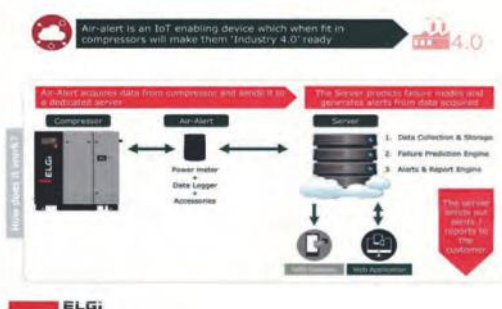 Air-alert is an IoT enabling device which when fit in
compressors will make them 'Industry 4.0' ready
4.0
Air-Alert acquires data from compressor and sends it to
a dedicated server
The Server predicts failure modes and
generates alerts from data acquired
How does it work?
Compressor
Air-Alert
Server
ELGi
Power meter
+
Data Logger
+
Accessories
1. Data Collection & Storage
2. Failure Prediction Engine
3 Alerts & Report Engine
The server
sends out
alerts /
reports to
the
customer
Web Application
ELGi